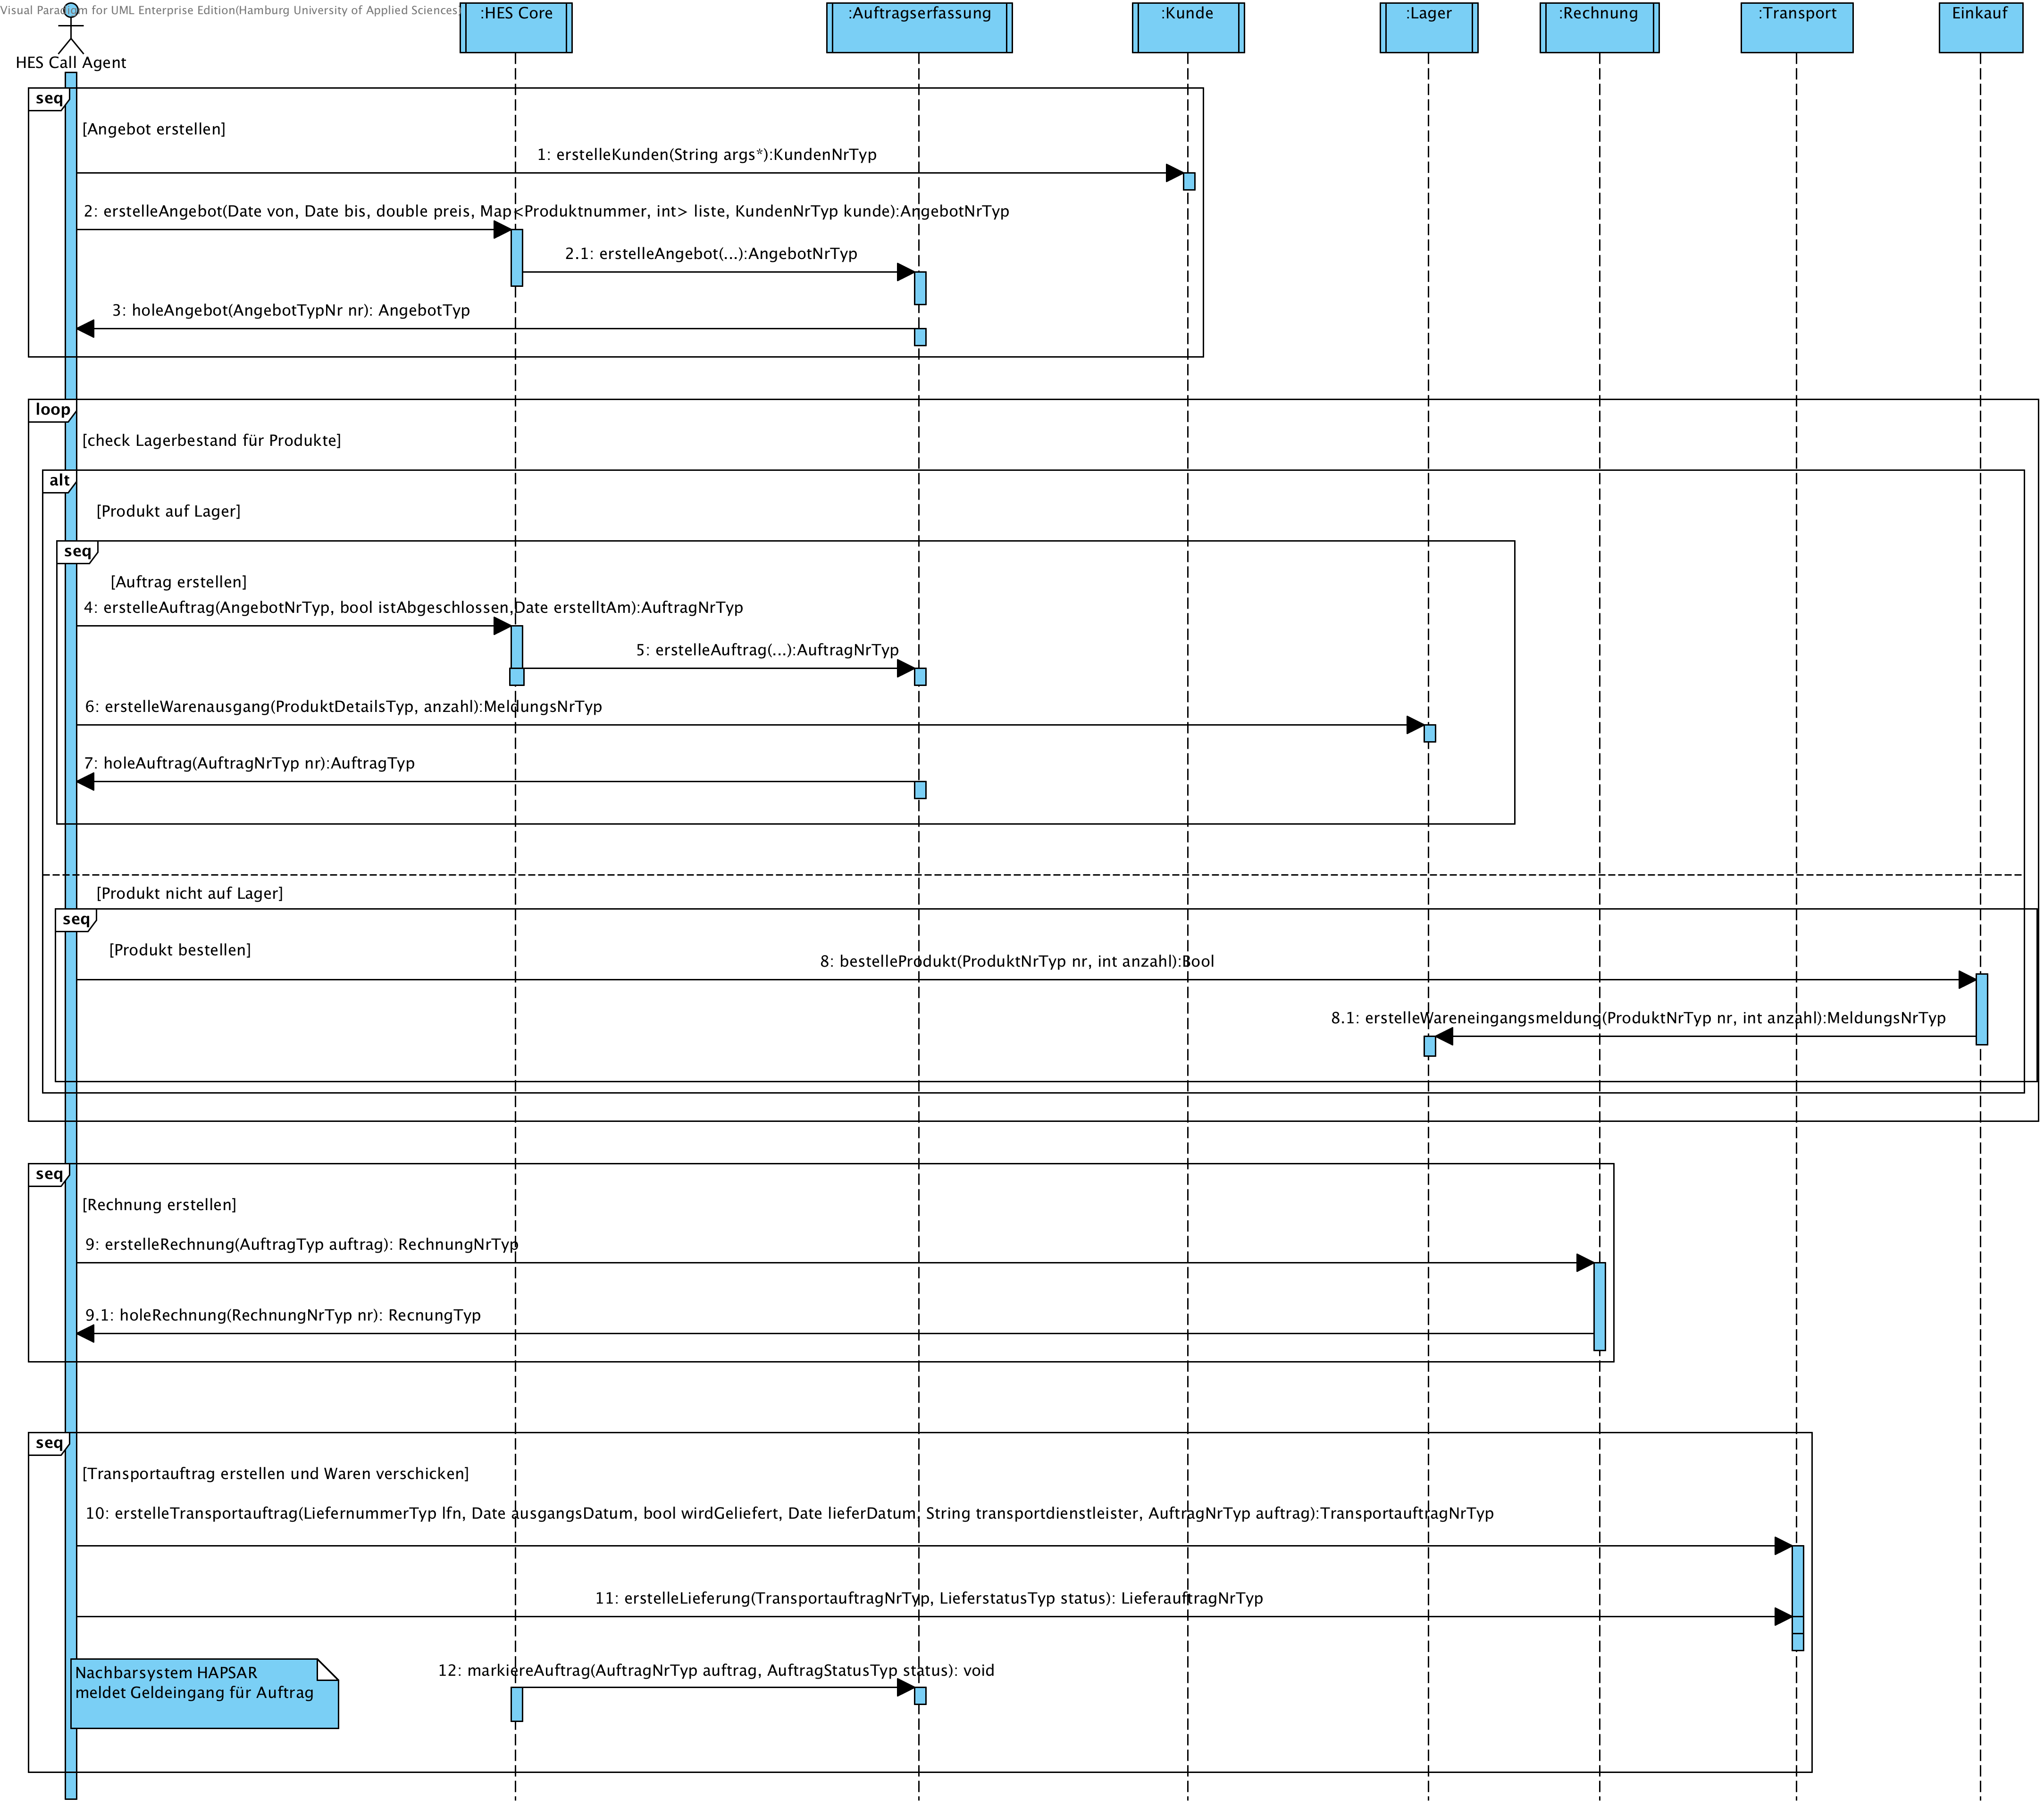 Visual Paradigm for UML Enterprise Edition(Hamburg University of Applied Sciences)
HES Call Agent
:HES Core
:Auftragserfassung
:Kunde
:Lager
:Rechnung
:Transport
Einkauf
seq
[Angebot erstellen]
1: erstelleKunden(String args*):KundenNrTyp
2: erstelleAngebot(Date von, Date bis, double preis, Map<Produktnummer, int> liste, KundenNrTyp kunde):AngebotNrTyp
2.1: erstelleAngebot(...):AngebotNrTyp
3: holeAngebot(AngebotTypNr nr): AngebotTyp
loop
[check Lagerbestand für Produkte]
alt
[Produkt auf Lager]
seq
[Auftrag erstellen]
4: erstelleAuftrag(AngebotNrTyp, bool istAbgeschlossen,Date erstelltAm):AuftragNrTyp
5: erstelleAuftrag(...):AuftragNrTyp
6: erstelleWarenausgang(ProduktDetailsTyp, anzahl):MeldungsNrTyp
7: holeAuftrag(AuftragNrTyp nr):AuftragTyp
[Produkt nicht auf Lager]
seq
[Produkt bestellen]
8: bestelleProdukt(ProduktNrTyp nr, int anzahl):Bool
8.1: erstelleWareneingangsmeldung(ProduktNrTyp nr, int anzahl):MeldungsNrTyp
seq
[Rechnung erstellen]
9: erstelleRechnung(AuftragTyp auftrag): RechnungNrTyp
9.1: holeRechnung(RechnungNrTyp nr): RecnungTyp
seq
[Transportauftrag erstellen und Waren verschicken]
10: erstelleTransportauftrag(LiefernummerTyp lfn, Date ausgangsDatum, bool wirdGeliefert, Date lieferDatum, String transportdienstleister, AuftragNrTyp auftrag):TransportauftragNrTyp
11: erstelleLieferung(TransportauftragNrTyp, LieferstatusTyp status): LieferauftragNrTyp
12: markiereAuftrag(AuftragNrTyp auftrag, AuftragStatusTyp status): void
Nachbarsystem HAPSAR
meldet Geldeingang für Auftrag